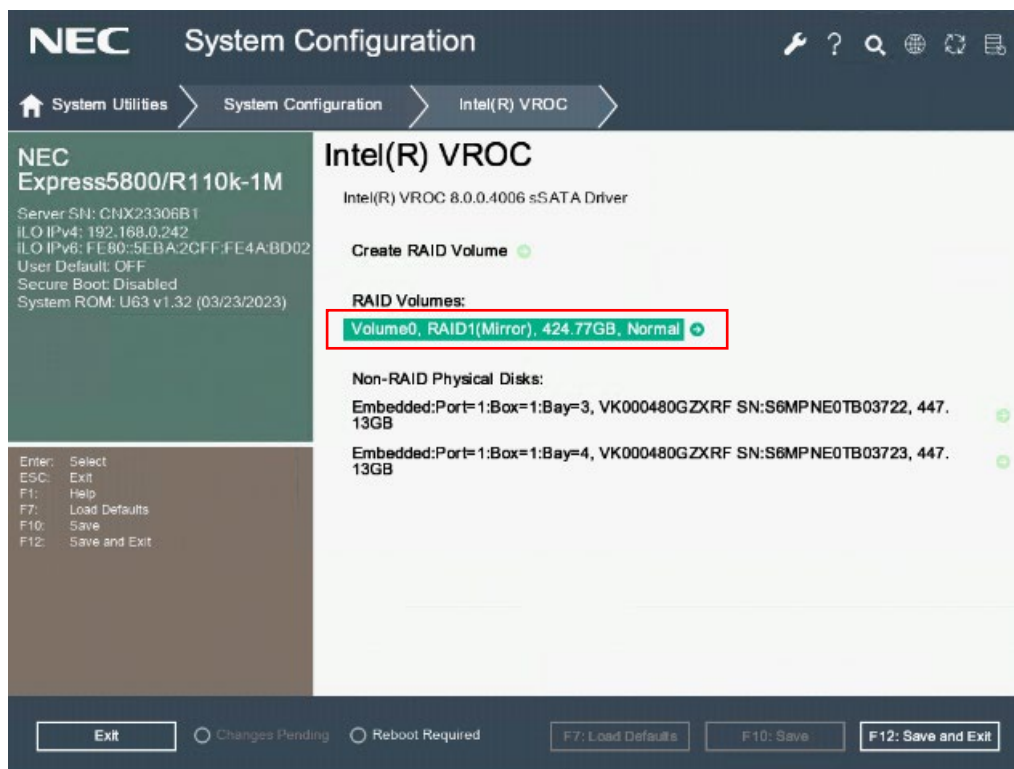 NEC System Configuration
System Utilities System Configuration Intel(R) VROC
NEC
Express5800/R110k-1M
Server SN: CNX23306B1
iLO IPv4: 192.168.0.242
iLO IPv6: FE80::5EBA:2CFF:FE4A:BD02
User Default: OFF
Secure Boot: Disabled
System ROM: U63 v1.32 (03/23/2023)
Enter: Select
ESC: Exit
F1: Help
F7: Load Defaults
F10: Save
F12: Save and Exit
Intel(R) VROC
Intel(R) VROC 8.0.0.4006 sSATA Driver
Create RAID Volume
RAID Volumes:
Volume0, RAID1(Mirror), 424.77GB, Normal
Non-RAID Physical Disks:
Embedded:Port=1:Box=1:Bay=3, VK000480GZXRF SN:S6MPNE0TB03722, 447.
13GB
Embedded:Port=1:Box=1:Bay=4, VK000480GZXRF SN:S6MPNE0TB03723, 447.
13GB
Exit Changes Pending Reboot Required F7: Load Defaults F10: Save F12: Save and Exit